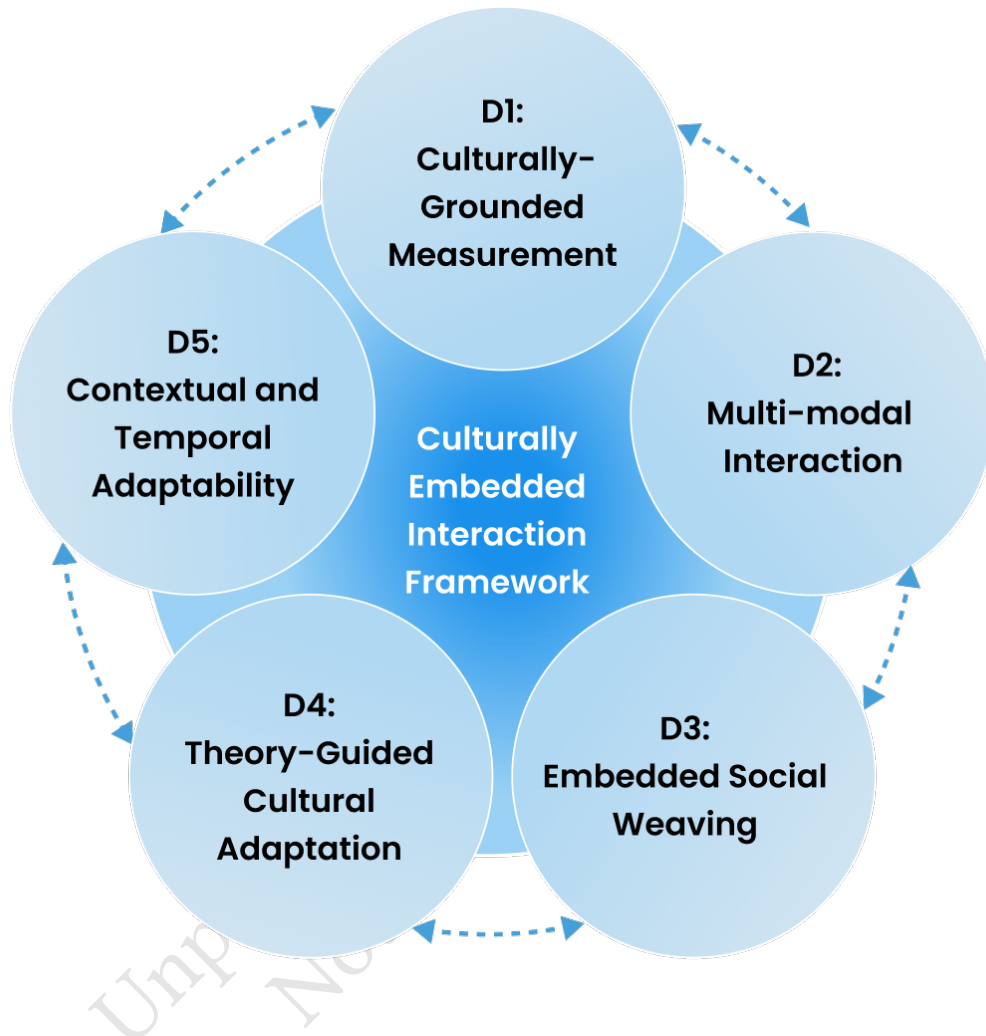 D1:
Culturally-
Grounded
Measurement
D2:
Multi-modal
Interaction
D3:
Embedded Social
Weaving
D4:
Theory-Guided
Cultural
Adaptation
D5:
Contextual and
Temporal
Adaptability
Culturally
Embedded
Interaction
Framework